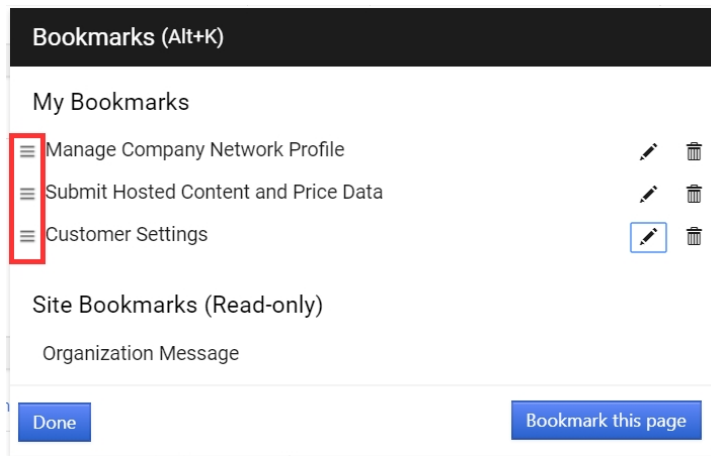 Bookmarks (Alt+K)
My Bookmarks
Manage Company Network Profile
Submit Hosted Content and Price Data
Customer Settings
Site Bookmarks (Read-only)
Organization Message
Done
Bookmark this page